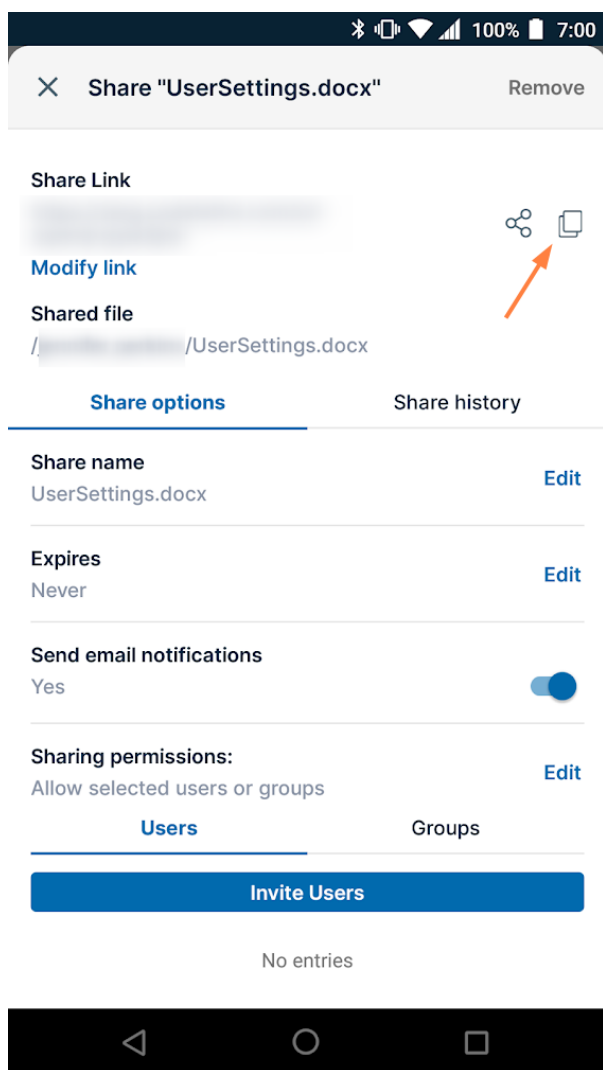 100% 7:00
Share "UserSettings.docx" Remove
Share Link
Modify link
Shared file
/ /UserSettings.docx
Share options Share history
Share name
UserSettings.docx
Edit
Expires
Never
Edit
Send email notifications
Yes
Sharing permissions:
Allow selected users or groups
Edit
Users Groups
Invite Users
No entries